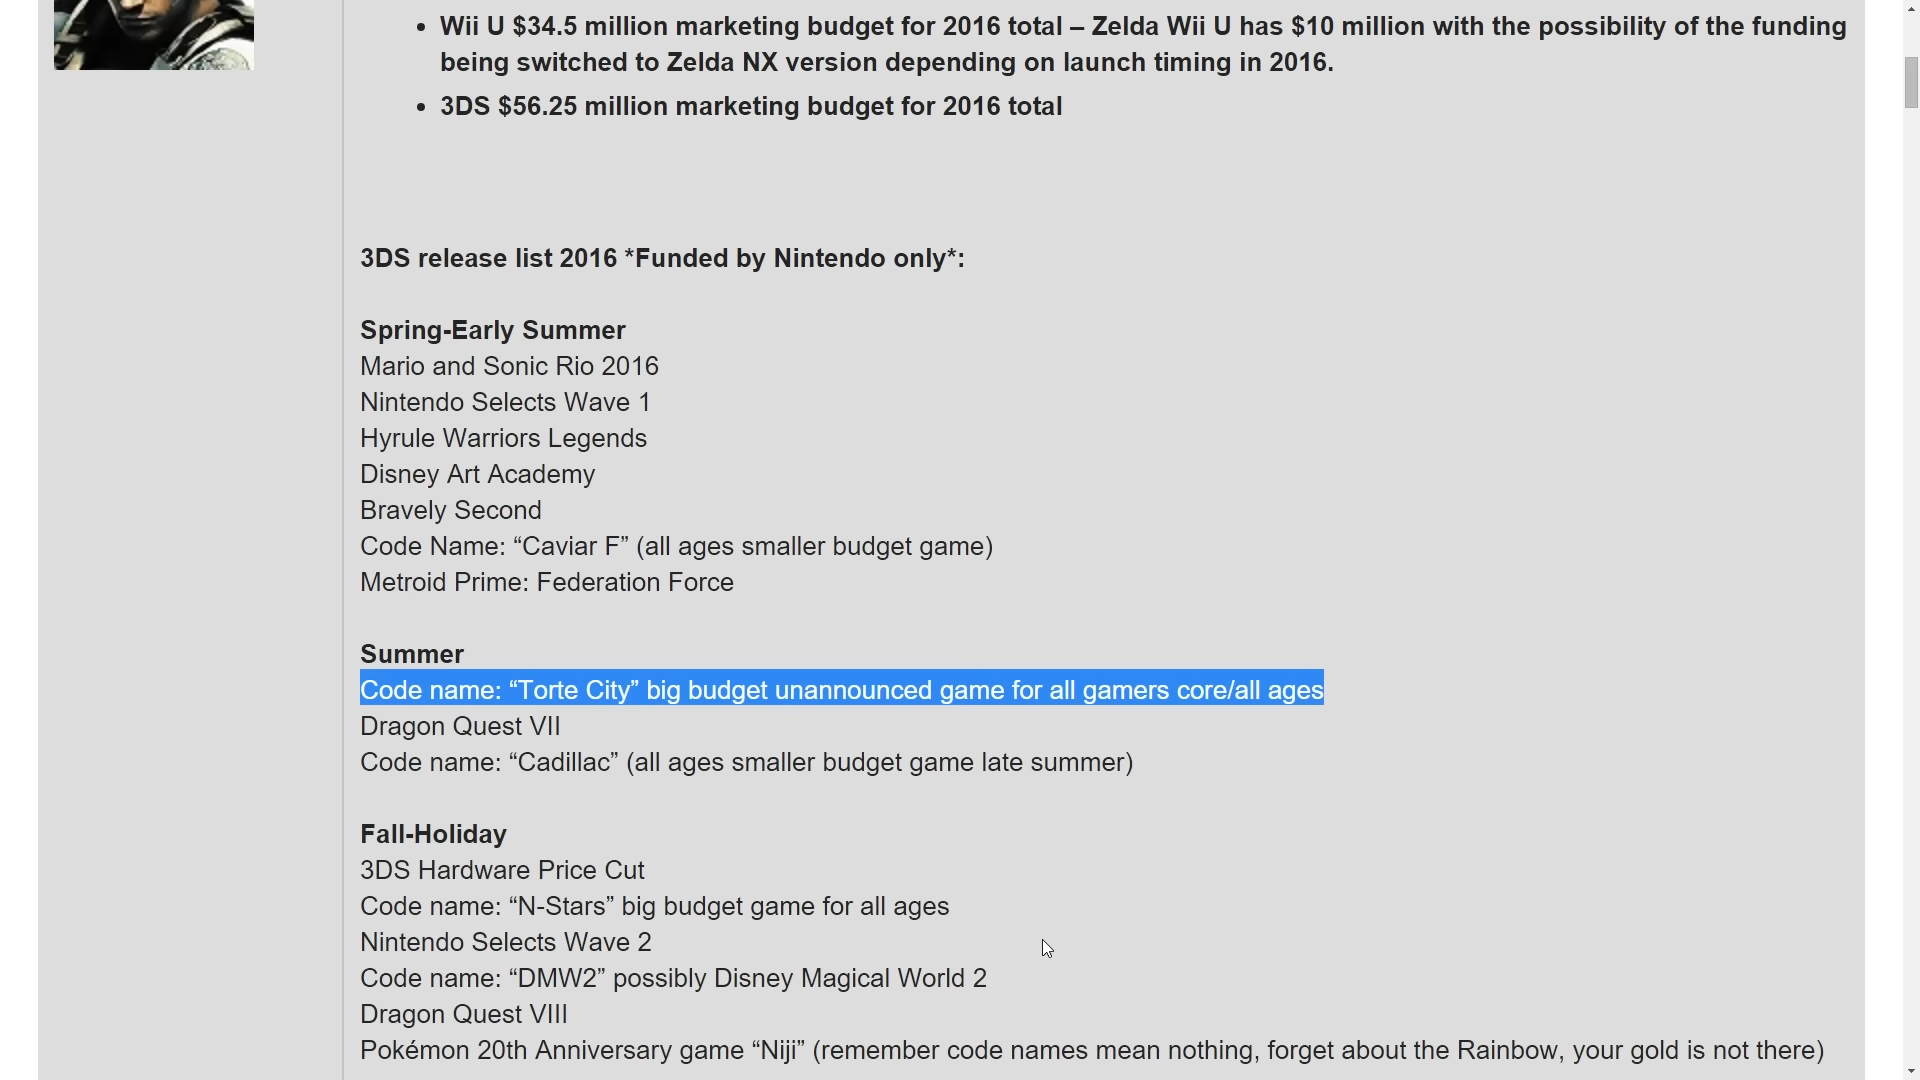 • Wii U $34.5 million marketing budget for 2016 total – Zelda Wii U has $10 million with the possibility of the funding
being switched to Zelda NX version depending on launch timing in 2016.
• 3DS $56.25 million marketing budget for 2016 total
3DS release list 2016 *Funded by Nintendo only*:
Spring-Early Summer
Mario and Sonic Rio 2016
Nintendo Selects Wave 1
Hyrule Warriors Legends
Disney Art Academy
Bravely Second
Code Name: “Caviar F” (all ages smaller budget game)
Metroid Prime: Federation Force
Summer
Code name: “Torte City” big budget unannounced game for all gamers core/all ages
Dragon Quest VII
Code name: “Cadillac” (all ages smaller budget game late summer)
Fall-Holiday
3DS Hardware Price Cut
Code name: “N-Stars” big budget game for all ages
Nintendo Selects Wave 2
Code name: “DMW2” possibly Disney Magical World 2
Dragon Quest VIII
Pokémon 20th Anniversary game “Niji” (remember code names mean nothing, forget about the Rainbow, your gold is not there)